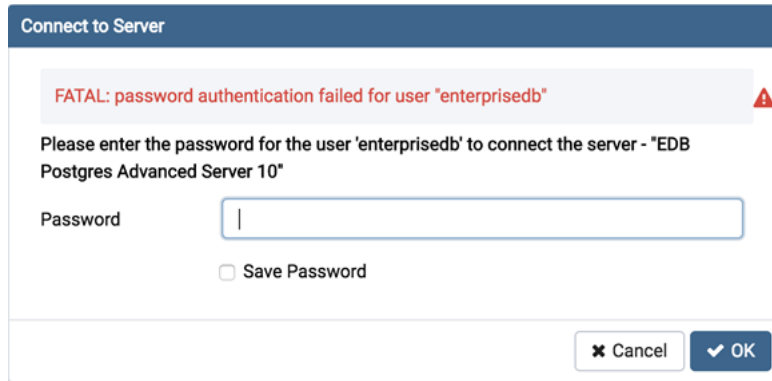 Connect to Server
FATAL: password authentication failed for user "enterprisedb"
Please enter the password for the user 'enterprisedb' to connect the server - "EDB
Postgres Advanced Server 10"
Password
Save Password
Cancel OK